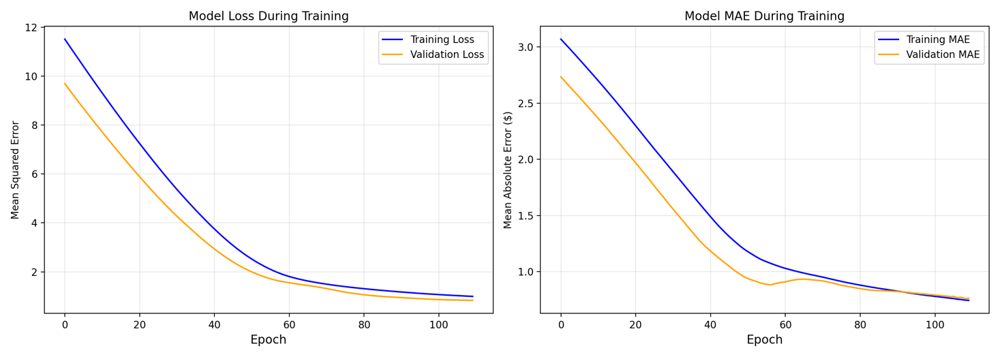 Model Loss During Training
12
10
8
6
4
2
Mean Squared Error
Training Loss
Validation Loss
0 20 40 60 80 100
Epoch
Model MAE During Training
3.0
2.5
2.0
1.5
1.0
Mean Absolute Error ($)
Training MAE
Validation MAE
0 20 40 60 80 100
Epoch